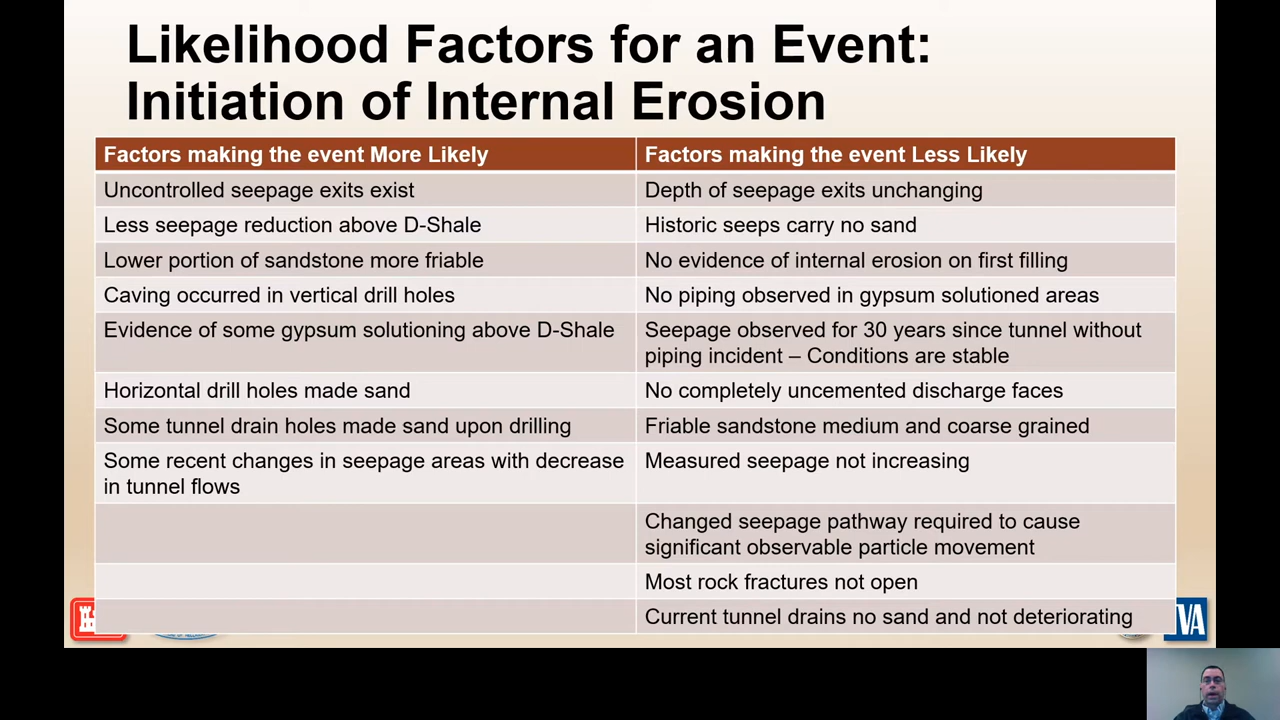 Likelihood Factors for an Event:
Initiation of Internal Erosion
Factors making the event More Likely
Factors making the event Less Likely
Uncontrolled seepage exits exist
Depth of seepage exits unchanging
Less seepage reduction above D-Shale
Historic seeps carry no sand
Lower portion of sandstone more friable
No evidence of internal erosion on first filling
Caving occurred in vertical drill holes
No piping observed in gypsum solutioned areas
Evidence of some gypsum solutioning above D-Shale
Seepage observed for 30 years since tunnel without
piping incident – Conditions are stable
Horizontal drill holes made sand
No completely uncemented discharge faces
Some tunnel drain holes made sand upon drilling
Friable sandstone medium and coarse grained
Some recent changes in seepage areas with decrease
in tunnel flows
Measured seepage not increasing
Changed seepage pathway required to cause
significant observable particle movement
Most rock fractures not open
Current tunnel drains no sand and not deteriorating
VA